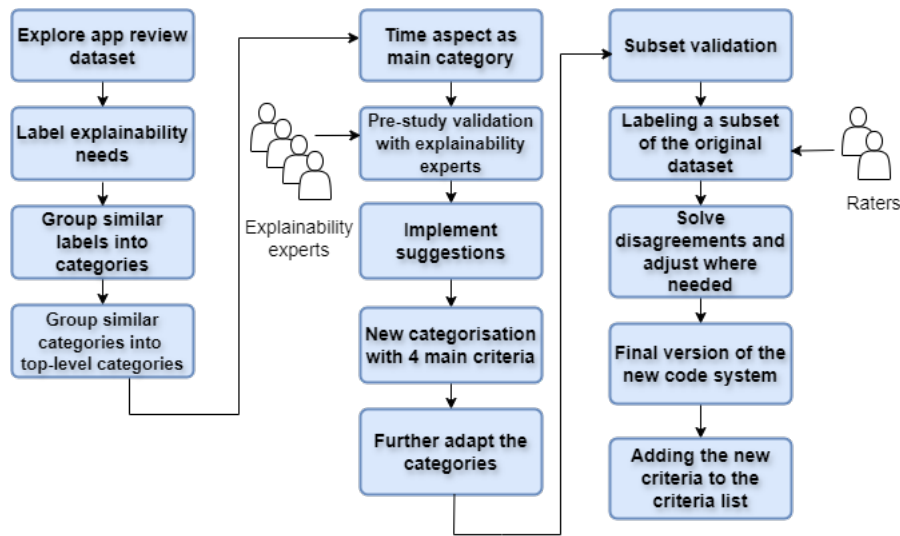 Explore app review
dataset
Label explainability
needs
Group similar
labels into
categories
Group similar
categories into
top-level categories
Time aspect as
main category
Pre-study validation
with explainability
experts
Explainability
experts
Implement
suggestions
New categorisation
with 4 main criteria
Further adapt the
categories
Subset validation
Labeling a subset
of the original
dataset
Raters
Solve
disagreements and
adjust where
needed
Final version of the
new code system
Adding the new
criteria to the
criteria list